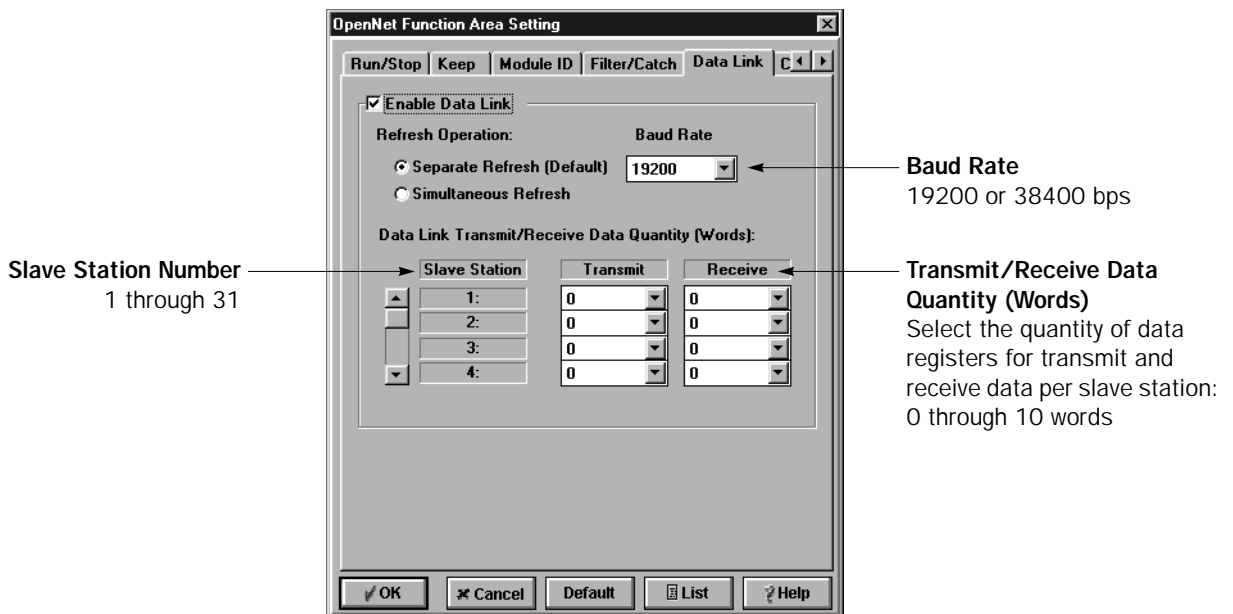 OpenNet Function Area Setting
Run/Stop Keep Module ID Filter/Catch Data Link C
Enable Data Link
Refresh Operation: Baud Rate
Separate Refresh (Default) 19200
Simultaneous Refresh
Data Link Transmit/Receive Data Quantity (Words):
Slave Station Transmit Receive
1: 0 0
2: 0 0
3: 0 0
4: 0 0
OK Cancel Default List Help
Slave Station Number
1 through 31
Baud Rate
19200 or 38400 bps
Transmit/Receive Data
Quantity (Words)
Select the quantity of data
registers for transmit and
receive data per slave station:
0 through 10 words